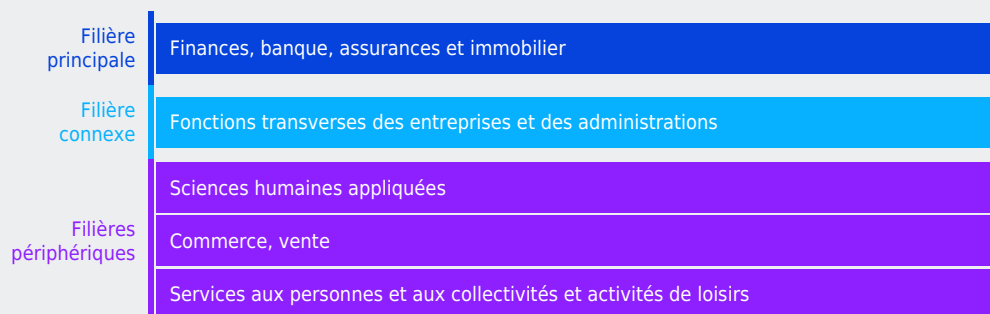 Filière
principale
Finances, banque, assurances et immobilier
Filière
connexe
Fonctions transverses des entreprises et des administrations
Filières
périphériques
Sciences humaines appliquées
Commerce, vente
Services aux personnes et aux collectivités et activités de loisirs